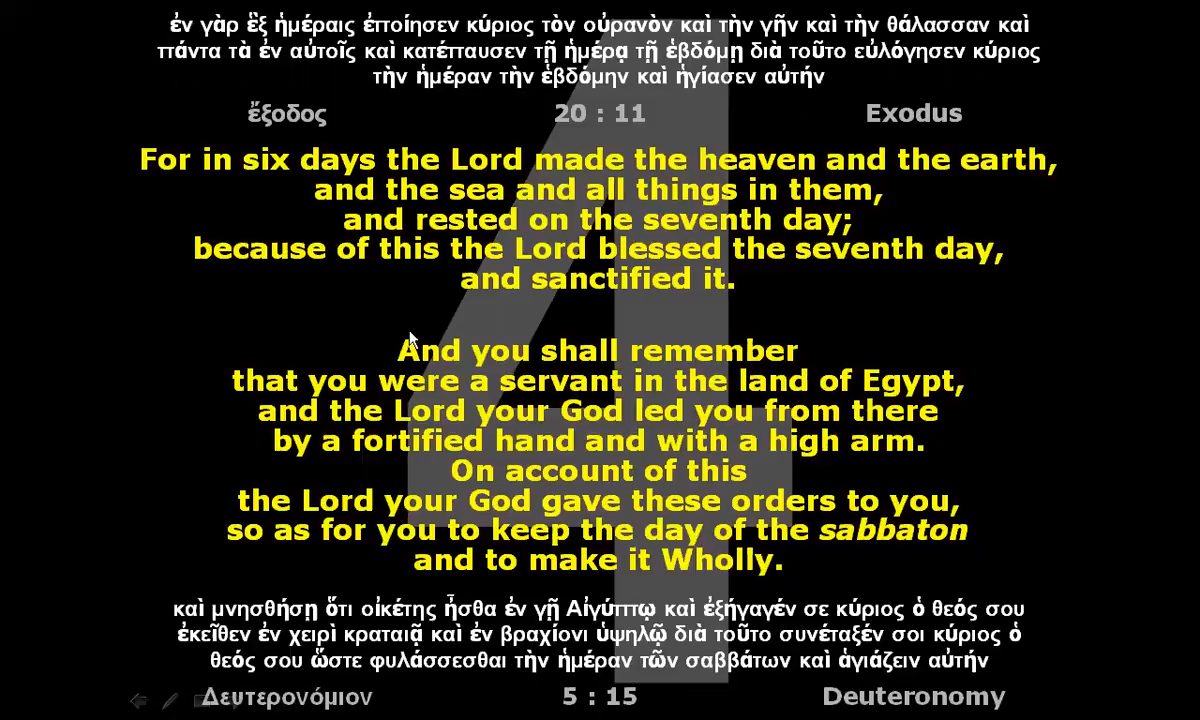 ἐν γὰρ ἓξ ἡμέραις ἐποίησεν κύριος τὸν οὐρανὸν καὶ τὴν γῆν καὶ τὴν θάλασσαν καὶ
πάντα τὰ ἐν αὐτοῖς καὶ κατέπαυσεν τῇ ἡμέρᾳ τῇ ἑβδόμῃ διὰ τοῦτο εὐλόγησεν κύριος
τὴν ἡμέραν τὴν ἑβδόμην καὶ ἡγίασεν αὐτήν
ἔξοδος 20 : 11 Exodus
For in six days the Lord made the heaven and the earth,
and the sea and all things in them,
and rested on the seventh day;
because of this the Lord blessed the seventh day,
and sanctified it.
4
And you shall remember
that you were a servant in the land of Egypt,
and the Lord your God led you from there
by a fortified hand and with a high arm.
On account of this
the Lord your God gave these orders to you,
so as for you to keep the day of the sabbaton
and to make it Wholly.
καὶ μνησθήσῃ ὅτι οἰκέτης ἦσθα ἐν γῇ Αἰγύπτῳ καὶ ἐξήγαγέν σε κύριος ὁ θεός σου
ἐκεῖθεν ἐν χειρὶ κραταιᾷ καὶ ἐν βραχίονι ὑψηλῷ διὰ τοῦτο συνέταξέν σοι κύριος ὁ
θεός σου ὥστε φυλάσσεσθαι τὴν ἡμέραν τῶν σαββάτων καὶ ἁγιάζειν αὐτήν
Δευτερονόμιον 5 : 15 Deuteronomy